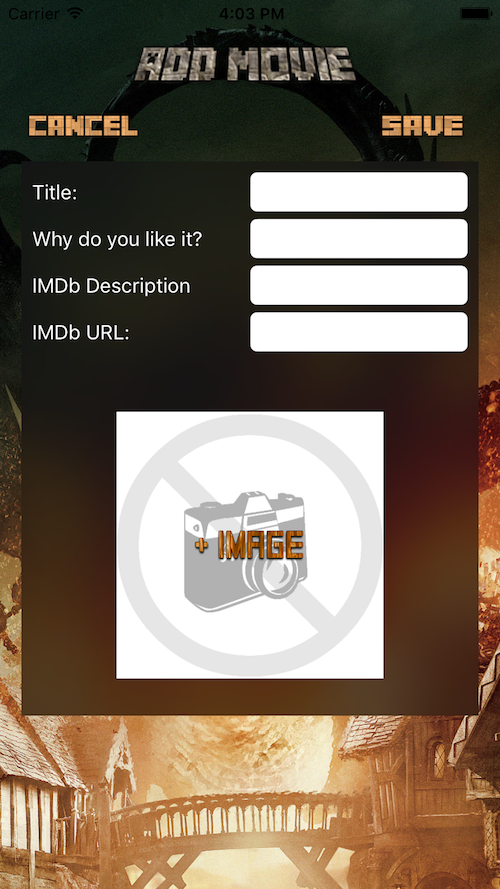 Carrier 4:03 PM
ADD MOVIE
CANCEL SAVE
Title:
Why do you like it?
IMDb Description
IMDb URL:
+ IMAGE